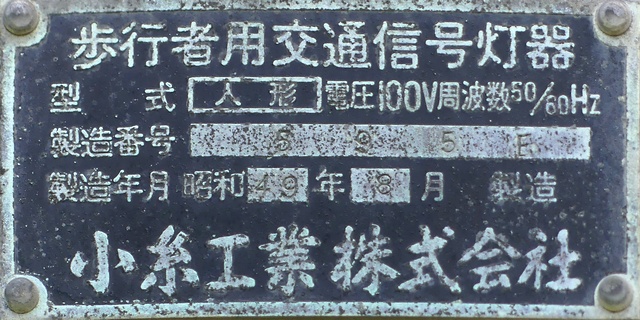 歩行者用交通信号灯器
型 式 人形 電圧100V周波数50/60Hz
製造番号 S 9 5 E
製造年月 昭和49年8月 製造
小糸工業株式会社